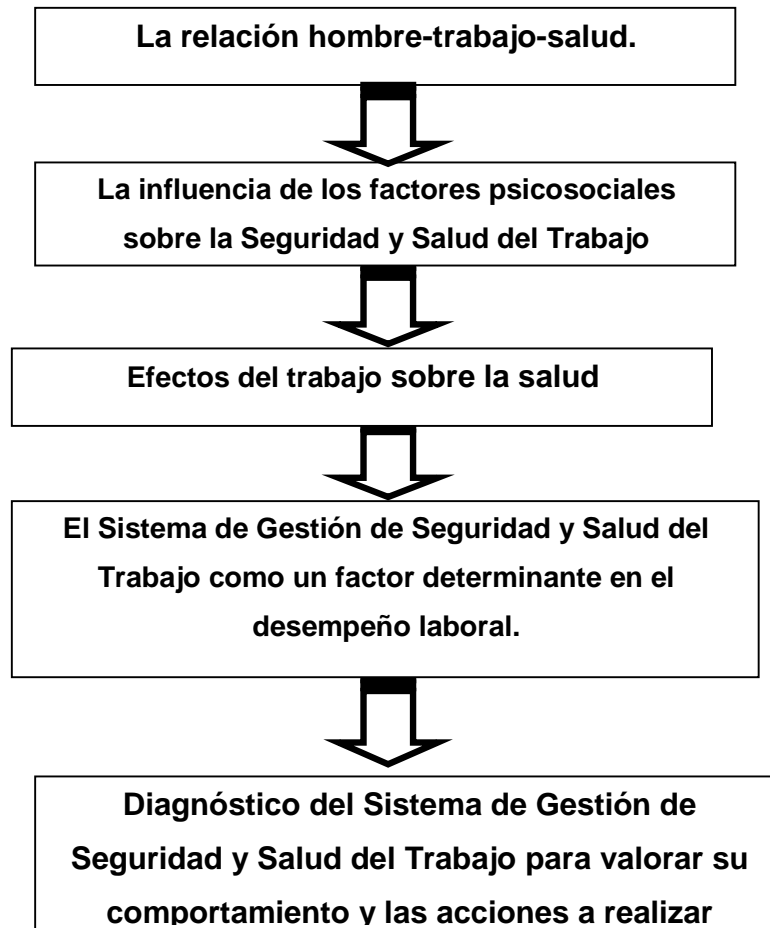 La relación hombre-trabajo-salud.
La influencia de los factores psicosociales
sobre la Seguridad y Salud del Trabajo
Efectos del trabajo sobre la salud
El Sistema de Gestión de Seguridad y Salud del
Trabajo como un factor determinante en el
desempeño laboral.
Diagnóstico del Sistema de Gestión de
Seguridad y Salud del Trabajo para valorar su
comportamiento y las acciones a realizar